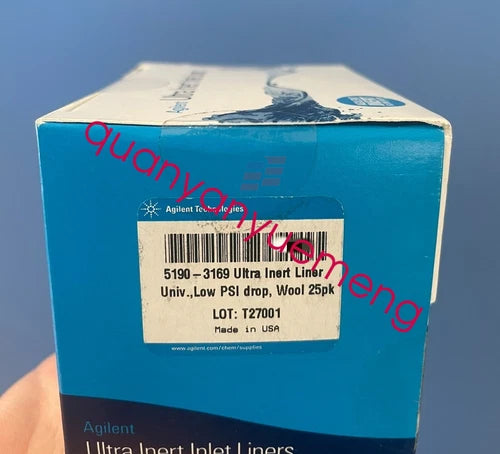 Agilent
quanyanyuemeng
Agilent Technologies
5190-3169 Ultra Inert Liner
Univ.,Low PSI drop, Wool 25pk
LOT: T27001
Made in USA
www.agilent.com/chem/supplies
Agilent
Ultra Inert Inlet Liners